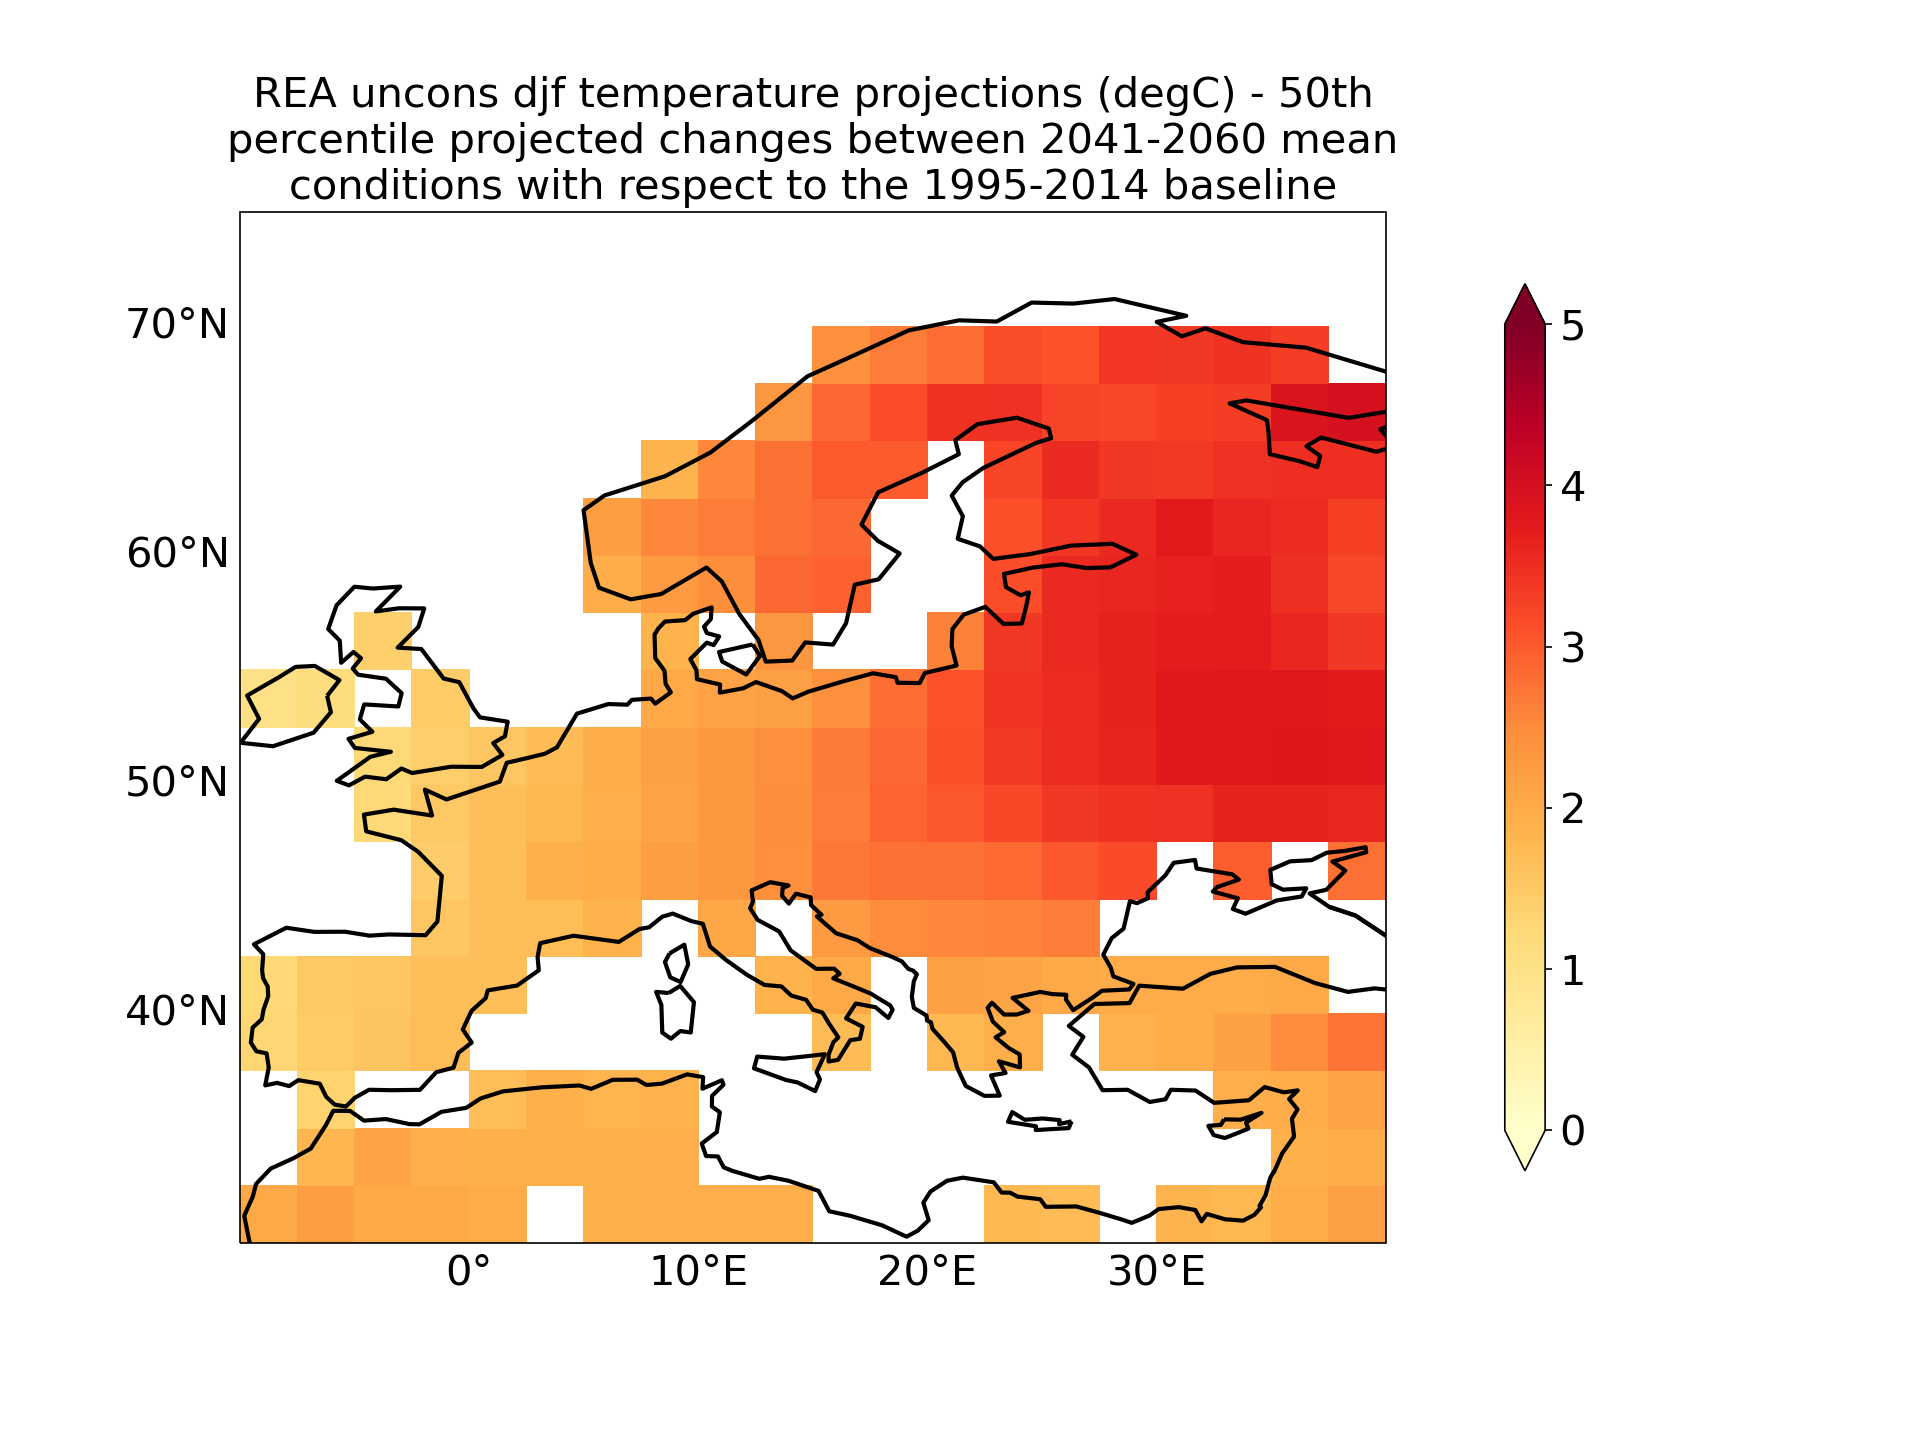 REA uncons djf temperature projections (degC) - 50th
percentile projected changes between 2041-2060 mean
conditions with respect to the 1995-2014 baseline
70°N
60°N
50°N
40°N
0°
10°E
20°E
30°E
5
4
3
2
1
0